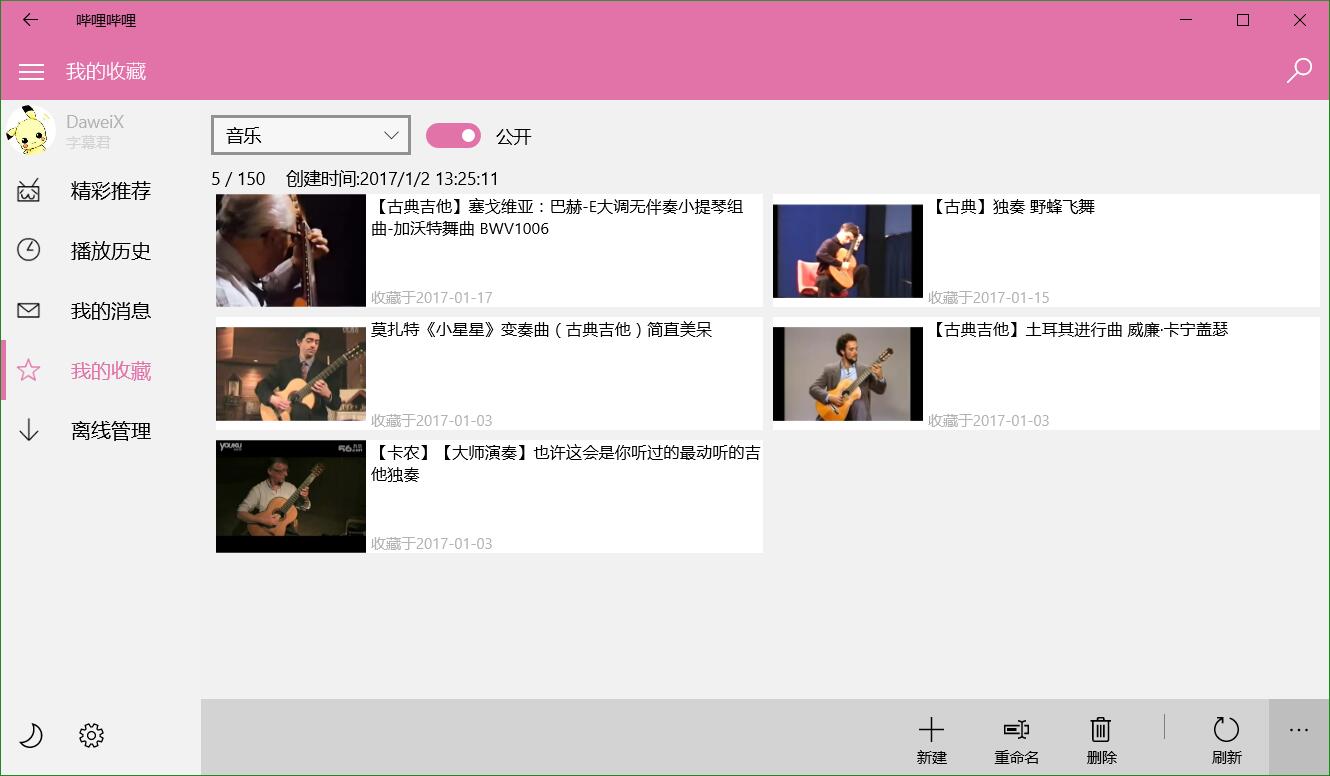 哔哩哔哩
我的收藏
DaweiX
字幕君
精彩推荐
播放历史
我的消息
我的收藏
离线管理
音乐
公开
5 / 150 创建时间:2017/1/2 13:25:11
【古典吉他】塞戈维亚：巴赫-E大调无伴奏小提琴组
曲-加沃特舞曲 BWV1006
收藏于2017-01-17
【古典】独奏 野蜂飞舞
收藏于2017-01-15
莫扎特《小星星》变奏曲（古典吉他）简直美呆
收藏于2017-01-03
【古典吉他】土耳其进行曲 威廉·卡宁盖瑟
收藏于2017-01-03
YOUKU
【卡农】【大师演奏】也许这会是你听过的最动听的吉
他独奏
收藏于2017-01-03
新建
重命名
删除
刷新